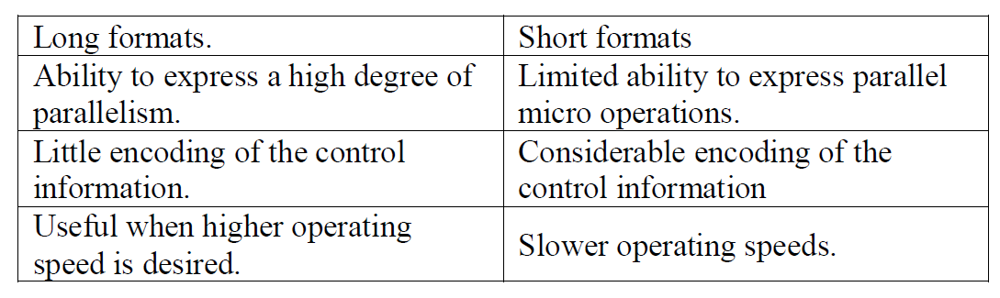 Long formats.
Short formats
Ability to express a high degree of
parallelism.
Limited ability to express parallel
micro operations.
Little encoding of the control
information.
Considerable encoding of the
control information
Useful when higher operating
speed is desired.
Slower operating speeds.